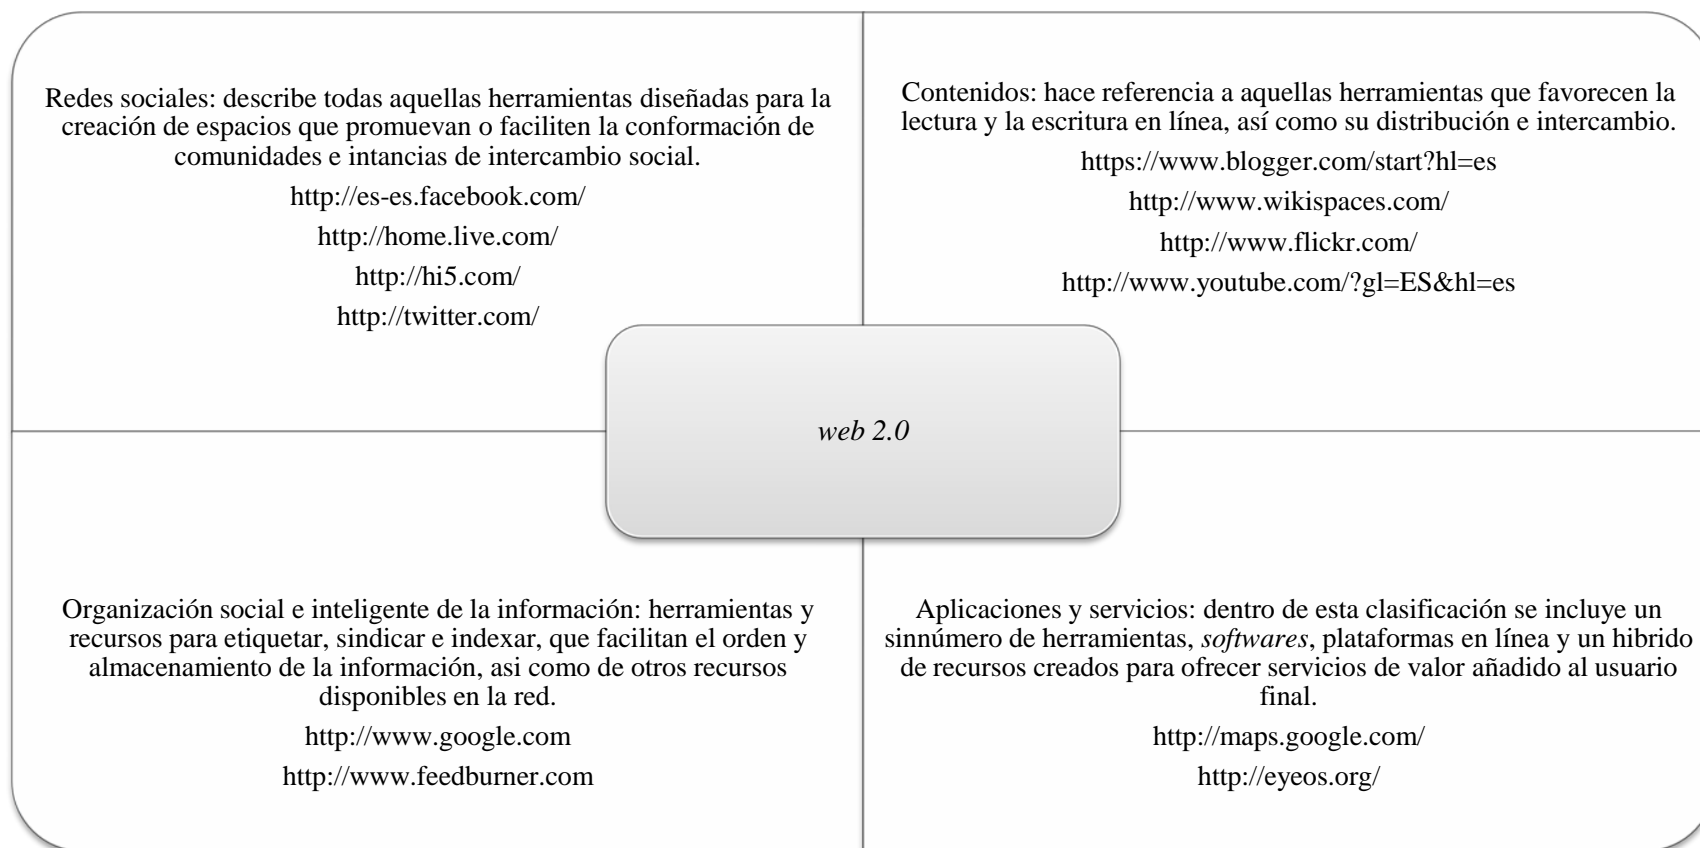 Redes sociales: describe todas aquellas herramientas diseñadas para la
creación de espacios que promuevan o faciliten la conformación de
comunidades e intancias de intercambio social.
http://es-es.facebook.com/
http://home.live.com/
http://hi5.com/
http://twitter.com/
Contenidos: hace referencia a aquellas herramientas que favorecen la
lectura y la escritura en línea, así como su distribución e intercambio.
https://www.blogger.com/start?hl=es
http://www.wikispaces.com/
http://www.flickr.com/
http://www.youtube.com/?gl=ES&hl=es
web 2.0
Organización social e inteligente de la información: herramientas y
recursos para etiquetar, sindicar e indexar, que facilitan el orden y
almacenamiento de la información, asi como de otros recursos
disponibles en la red.
http://www.google.com
http://www.feedburner.com
Aplicaciones y servicios: dentro de esta clasificación se incluye un
sinnúmero de herramientas, softwares, plataformas en línea y un hibrido
de recursos creados para ofrecer servicios de valor añadido al usuario
final.
http://maps.google.com/
http://eyeos.org/